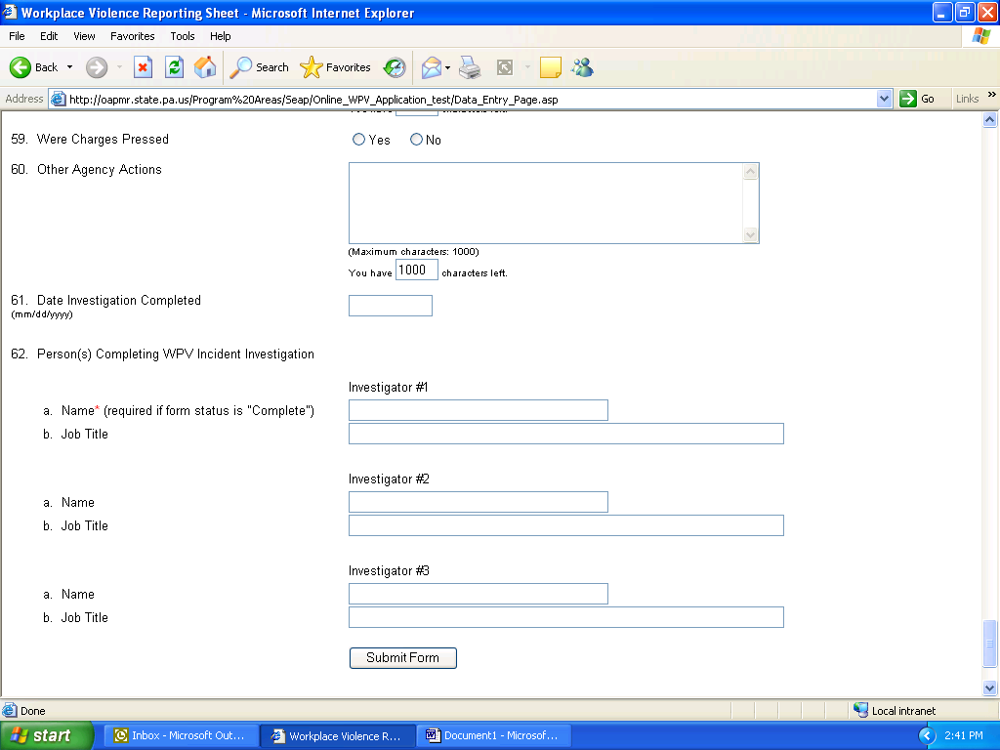 Workplace Violence Reporting Sheet - Microsoft Internet Explorer
File Edit View Favorites Tools Help
Back Search Favorites
Address http://oapmr.state.pa.us/Program%20Areas/Seap/Online_WPV_Application_test/Data_Entry_Page.asp Go Links »
59. Were Charges Pressed Yes No
60. Other Agency Actions
(Maximum characters: 1000)
You have 1000 characters left.
61. Date Investigation Completed
(mm/dd/yyyy)
62. Person(s) Completing WPV Incident Investigation
Investigator #1
a. Name* (required if form status is "Complete")
b. Job Title
Investigator #2
a. Name
b. Job Title
Investigator #3
a. Name
b. Job Title
Submit Form
Done Local intranet
start Inbox - Microsoft Out... Workplace Violence R... Document1 - Microsof... 2:41 PM